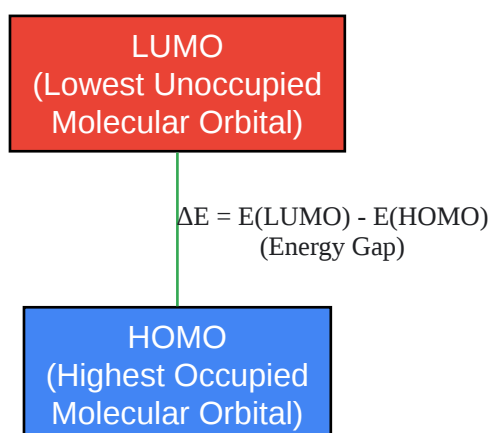 LUMO
(Lowest Unoccupied
Molecular Orbital)
ΔE = E(LUMO) - E(HOMO)
(Energy Gap)
HOMO
(Highest Occupied
Molecular Orbital)